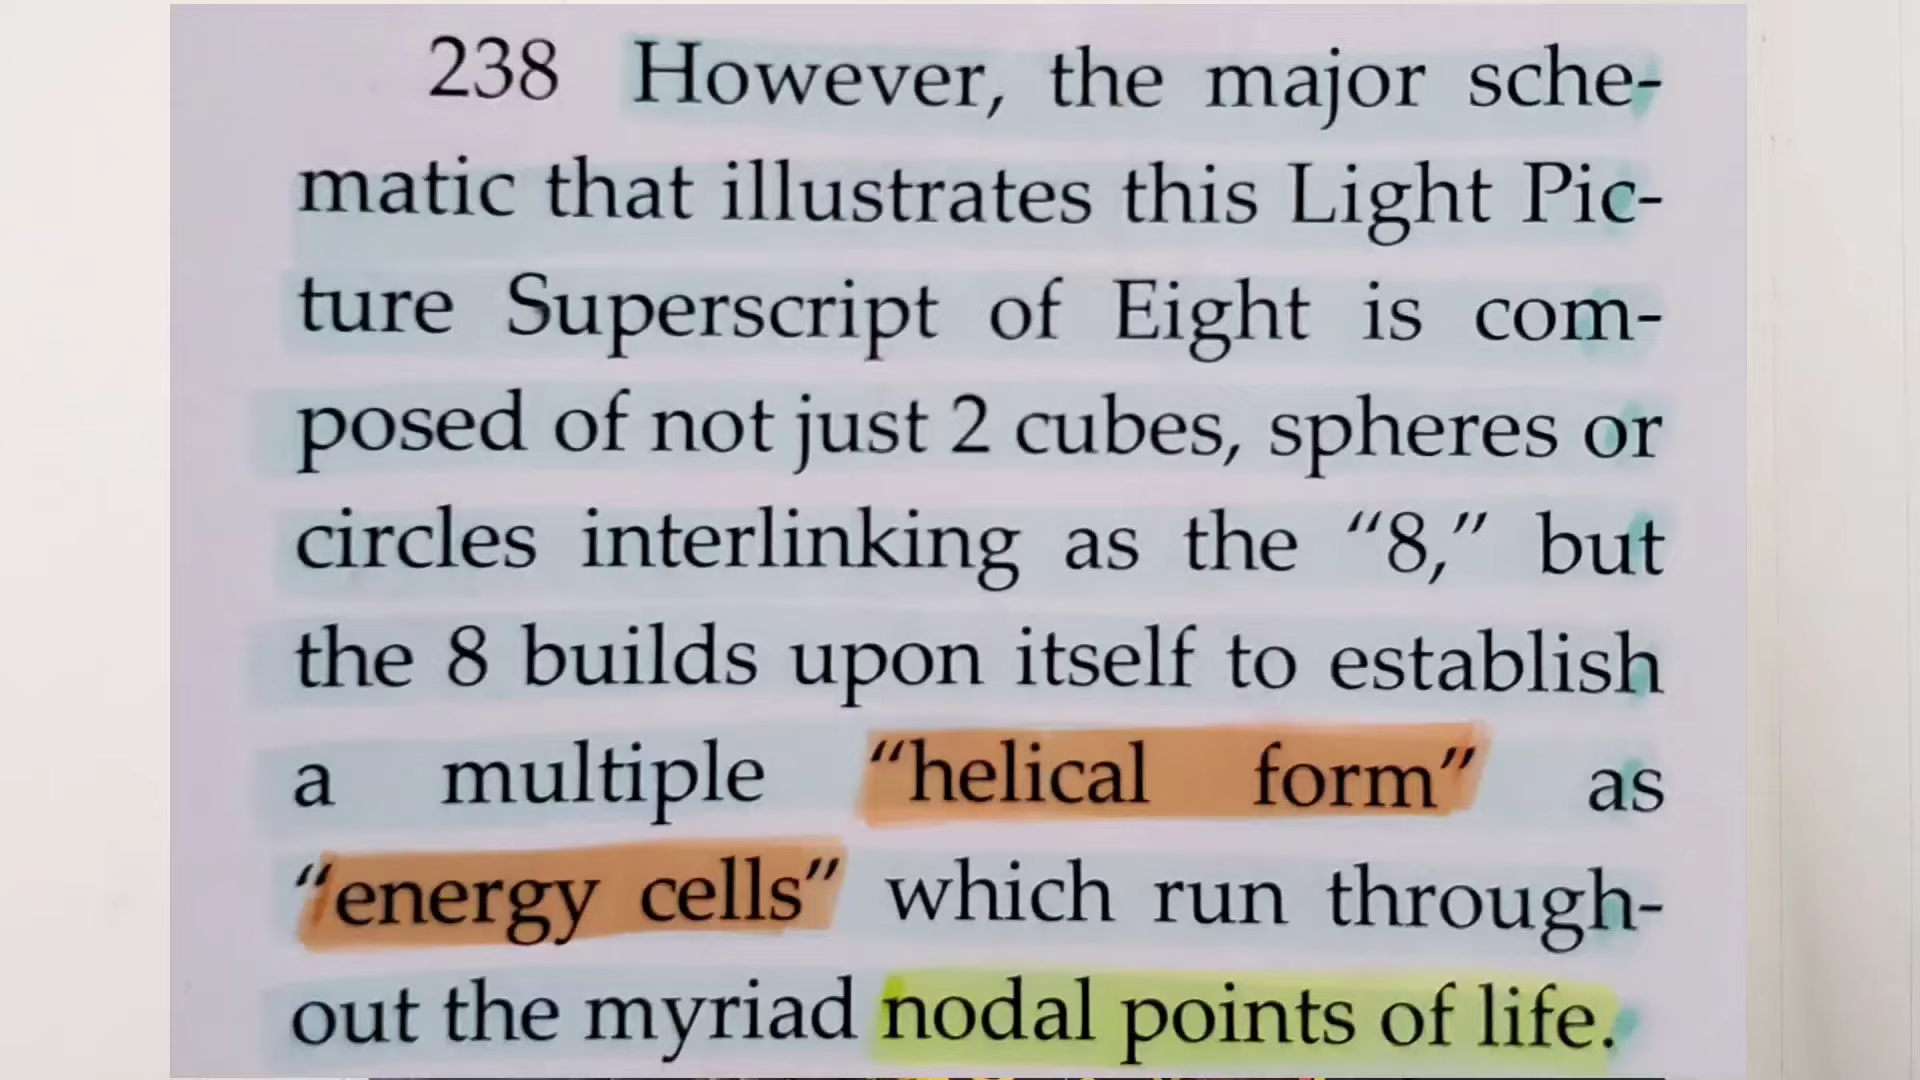 238 However, the major sche-
matic that illustrates this Light Pic-
ture Superscript of Eight is com-
posed of not just 2 cubes, spheres or
circles interlinking as the “8,” but
the 8 builds upon itself to establish
a multiple “helical form” as
“energy cells” which run through-
out the myriad nodal points of life.